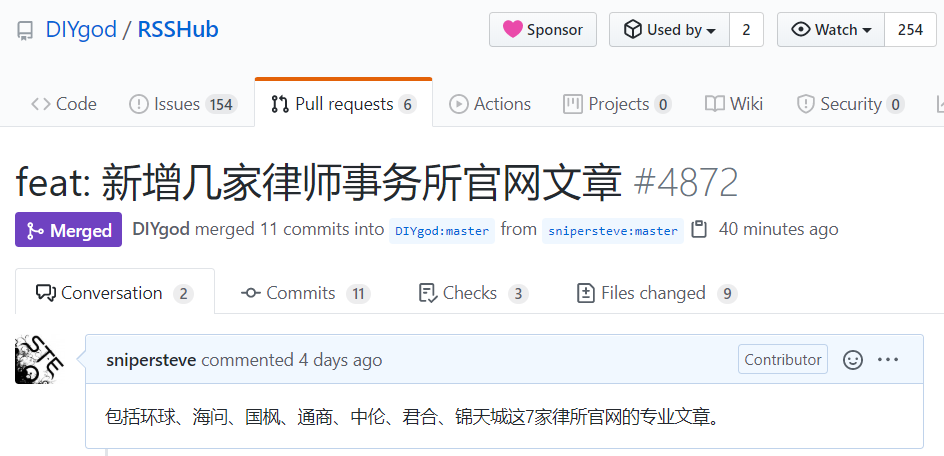 DIYgod / RSSHub
Sponsor
Used by 2
Watch 254
Code
Issues 154
Pull requests 6
Actions
Projects 0
Wiki
Security 0
feat: 新增几家律师事务所官网文章 #4872
Merged DIYgod merged 11 commits into DIYgod:master from snipersteve:master 40 minutes ago
Conversation 2
Commits 11
Checks 3
Files changed 9
STE
snipersteve commented 4 days ago
Contributor
包括环球、海问、国枫、通商、中伦、君合、锦天城这7家律所官网的专业文章。